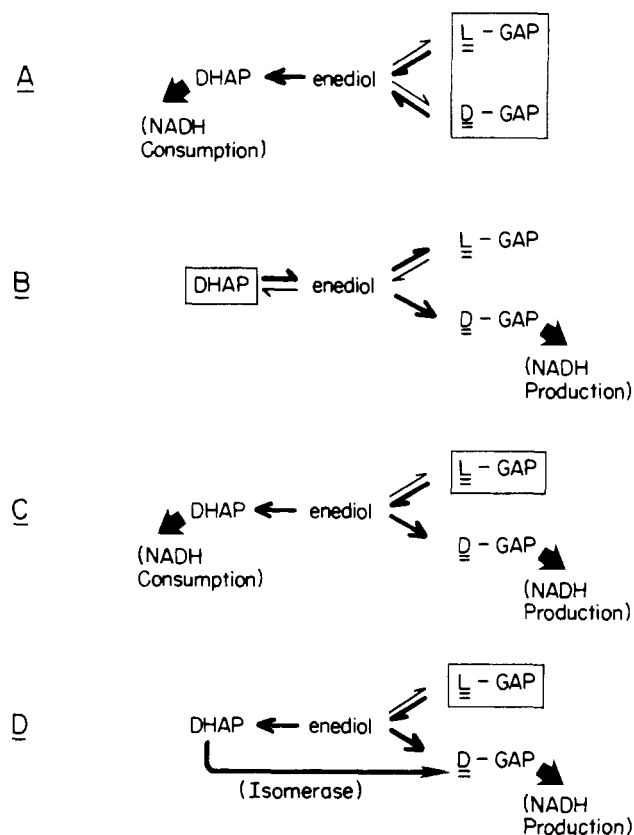 A
L - GAP
DHAP
enediol
D - GAP
(NADH
Consumption)
B
L - GAP
DHAP
enediol
D - GAP
(NADH
Production)
C
L - GAP
DHAP
enediol
D - GAP
(NADH
Consumption)
(NADH
Production)
D
L - GAP
DHAP
enediol
D - GAP
(Isomerase)
(NADH
Production)